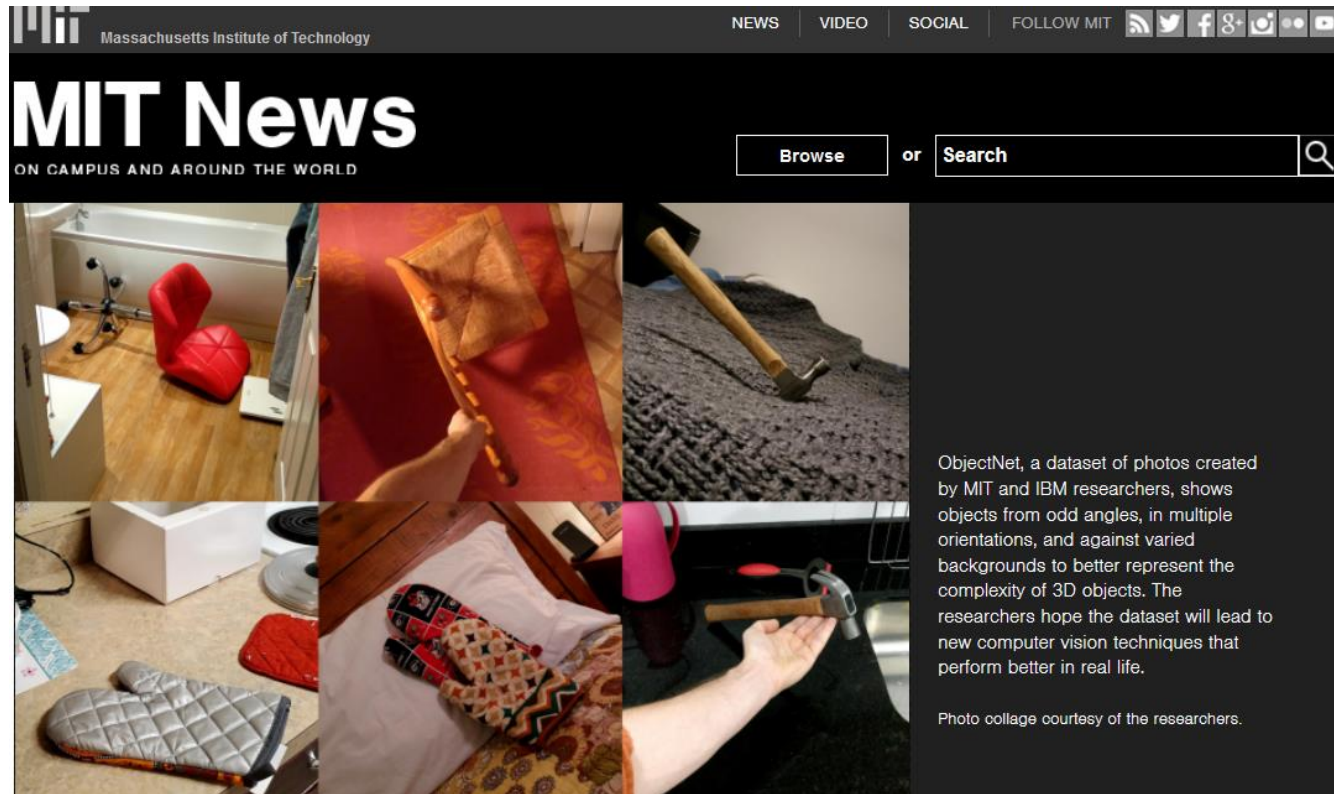 MIT
Massachusetts Institute of Technology
NEWS
VIDEO
SOCIAL
FOLLOW MIT
MIT News
ON CAMPUS AND AROUND THE WORLD
Browse
or
Search
ObjectNet, a dataset of photos created
by MIT and IBM researchers, shows
objects from odd angles, in multiple
orientations, and against varied
backgrounds to better represent the
complexity of 3D objects. The
researchers hope the dataset will lead to
new computer vision techniques that
perform better in real life.
Photo collage courtesy of the researchers.